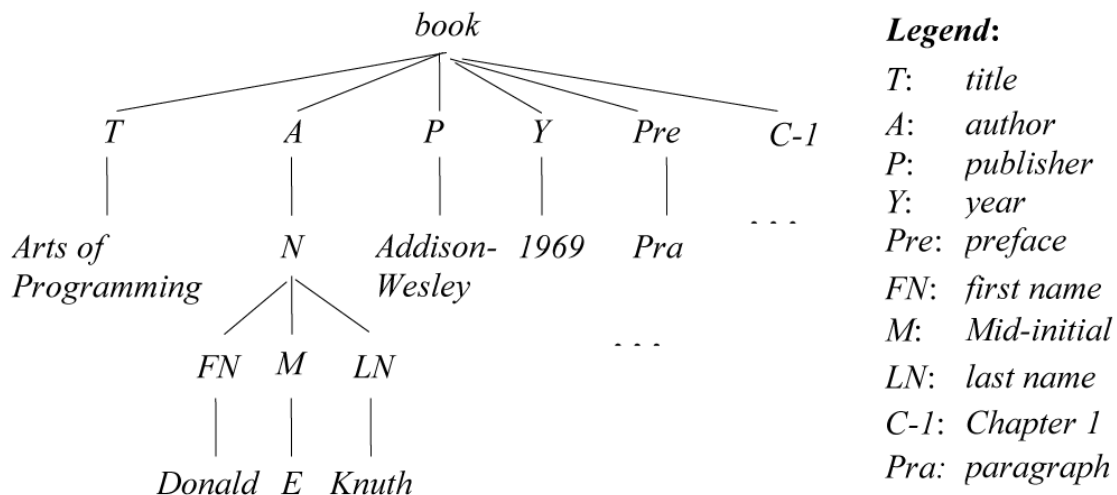 book
T A P Y Pre C-1
Arts of
Programming
N
Addison-
Wesley
1969
Pra
. . .
. . .
FN M LN
Donald E Knuth
Legend:
T: title
A: author
P: publisher
Y: year
Pre: preface
FN: first name
M: Mid-initial
LN: last name
C-1: Chapter 1
Pra: paragraph